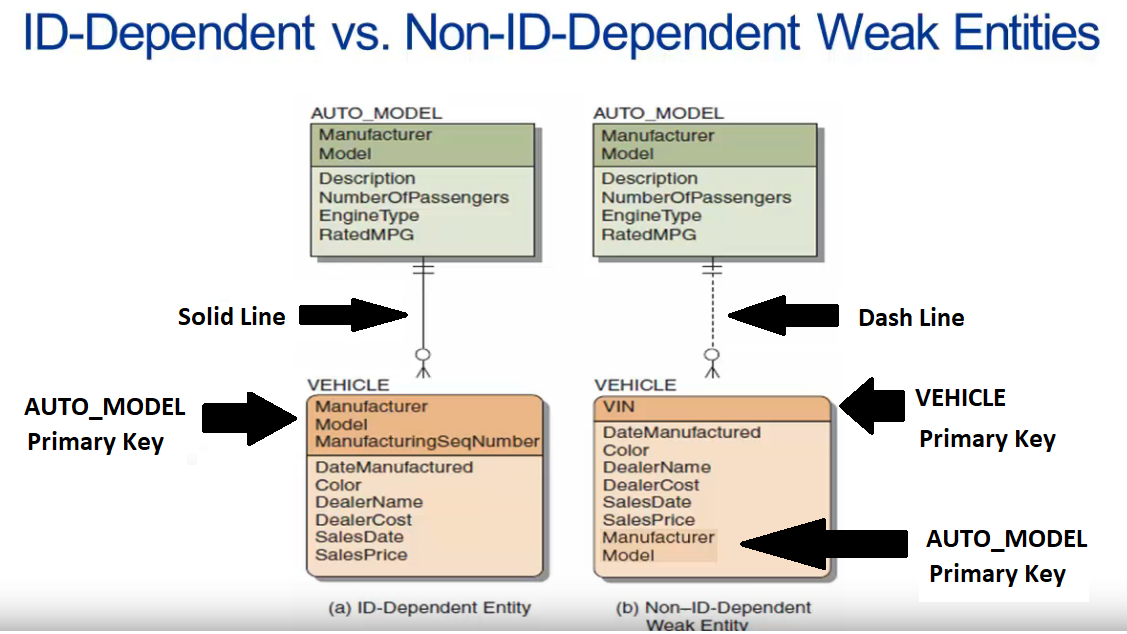 ID-Dependent vs. Non-ID-Dependent Weak Entities
AUTO_MODEL
Manufacturer
Model
Description
NumberOfPassengers
EngineType
RatedMPG
AUTO_MODEL
Manufacturer
Model
Description
NumberOfPassengers
EngineType
RatedMPG
Solid Line
Dash Line
AUTO_MODEL
Primary Key
VEHICLE
Manufacturer
Model
ManufacturingSeqNumber
DateManufactured
Color
DealerName
DealerCost
SalesDate
SalesPrice
VEHICLE
VIN
DateManufactured
Color
DealerName
DealerCost
SalesDate
SalesPrice
Manufacturer
Model
VEHICLE
Primary Key
AUTO_MODEL
Primary Key
(a) ID-Dependent Entity
(b) Non–ID-Dependent
Weak Entity